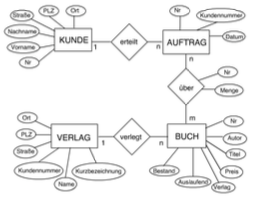 PLZ
Ort
Straße
Nachname
Vorname
Nr
KUNDE
1
erteilt
n
AUFTRAG
Nr
Kundennummer
Datum
n
über
Nr
Menge
m
Ort
PLZ
Straße
VERLAG
1
verlegt
n
BUCH
Kundennummer
Name
Kurzbezeichnung
Nr
Autor
Titel
Preis
Verlag
Auslaufend
Bestand